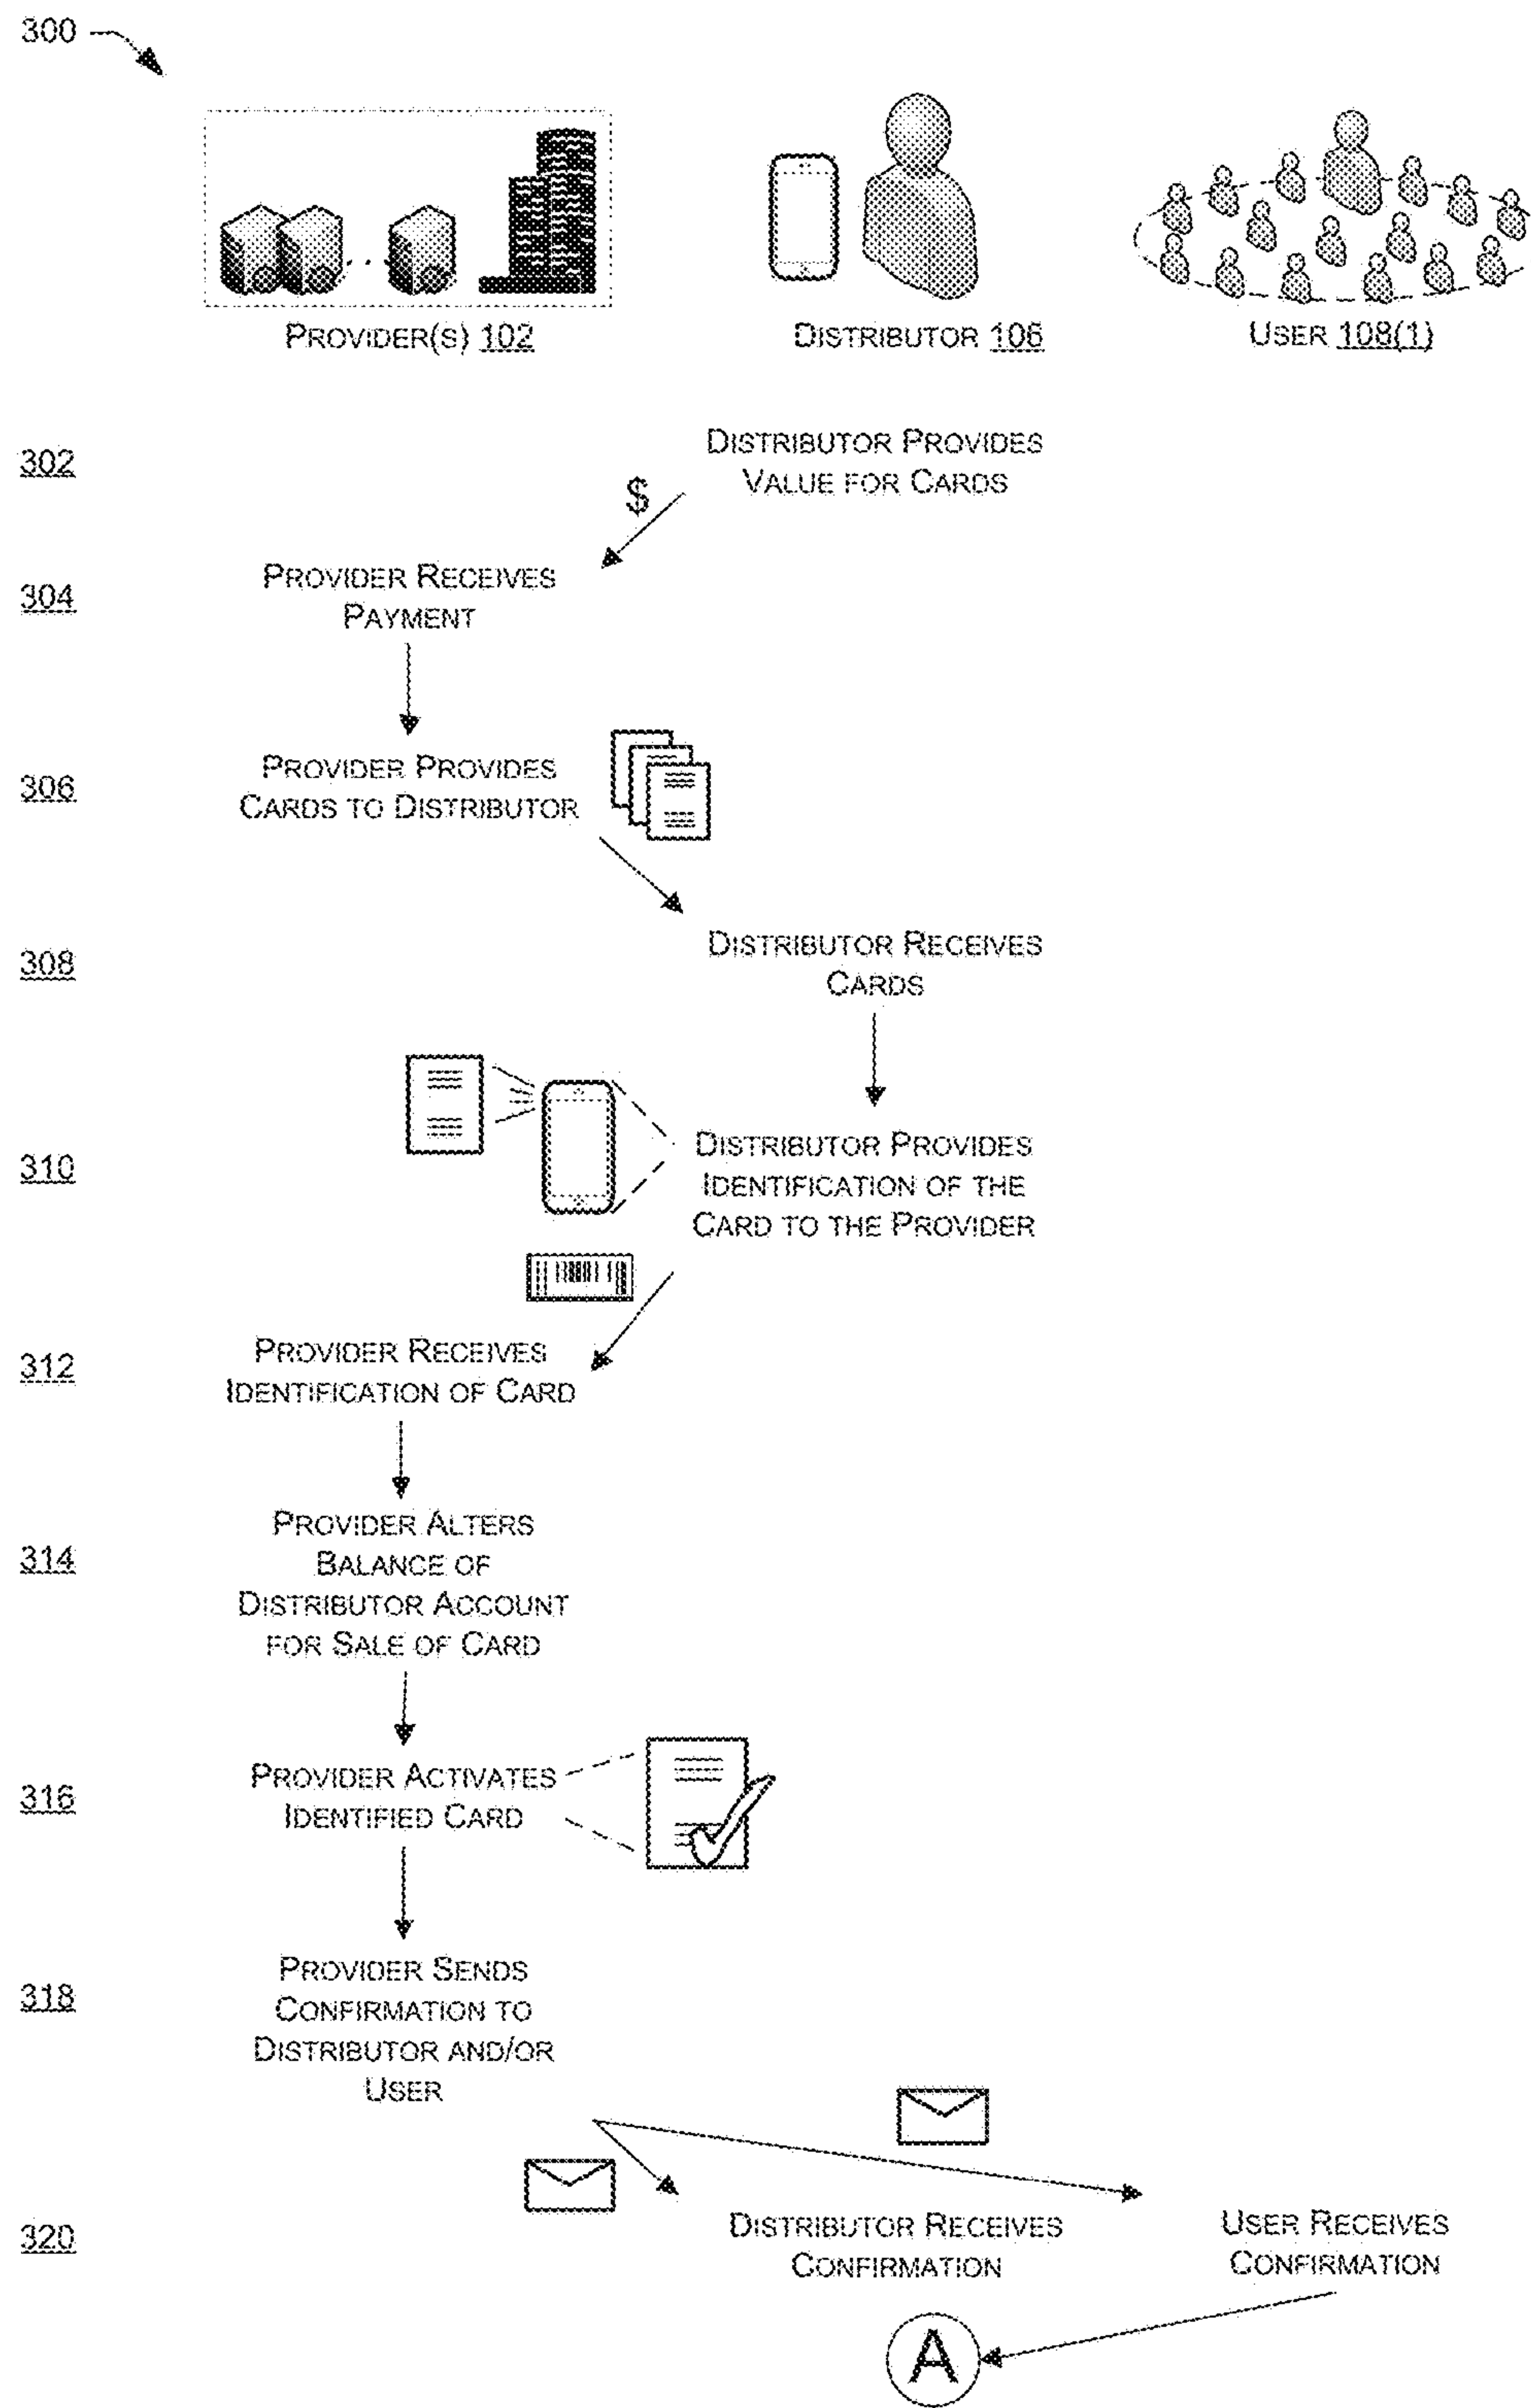 300
PROVIDER(S) 102
DISTRIBUTOR 106
USER 108(1)
302
DISTRIBUTOR PROVIDES
VALUE FOR CARDS
$
304
PROVIDER RECEIVES
PAYMENT
306
PROVIDER PROVIDES
CARDS TO DISTRIBUTOR
308
DISTRIBUTOR RECEIVES
CARDS
310
DISTRIBUTOR PROVIDES
IDENTIFICATION OF THE
CARD TO THE PROVIDER
312
PROVIDER RECEIVES
IDENTIFICATION OF CARD
314
PROVIDER ALTERS
BALANCE OF
DISTRIBUTOR ACCOUNT
FOR SALE OF CARD
316
PROVIDER ACTIVATES
IDENTIFIED CARD
318
PROVIDER SENDS
CONFIRMATION TO
DISTRIBUTOR AND/OR
USER
320
DISTRIBUTOR RECEIVES
CONFIRMATION
USER RECEIVES
CONFIRMATION
A